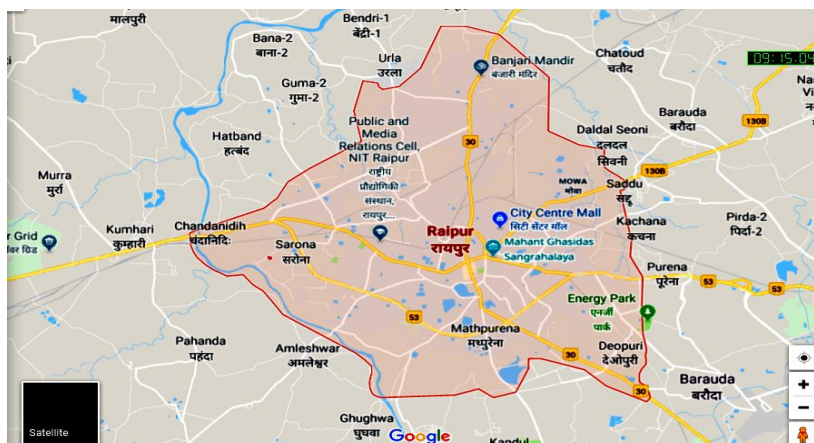 Bendri-1
बेंद्री-1
मालपुरी
Bana-2
बाना-2
Urla
उरला
Chatoud
चतौद
Banjari Mandir
बंजारी मंदिर
09:15.04
Guma-2
गुमा-2
Hatband
हत्बंद
Public and
Media
Relations Cell,
NIT Raipur
राष्ट्रीय
प्रौद्योगिकी
संस्थान,
रायपुर...
30
Barauda
बरौदा
130B
Daldal Seoni
दलदल
सिवनी
130B
MOWA
मोवा
Saddu
सद्दू
Murra
मुर्रा
Kumhari
कुम्हारी
Chandanidih
चंदानिदिः
City Centre Mall
सिटी सेंटर मॉल
Raipur
रायपुर
Mahant Ghasidas
Sangrahalaya
Kachana
कचना
Pirda-2
पिर्दा-2
r Grid
Sarona
सरोना
Purena
पूरेना
53
53
Energy Park
एनर्जी
पार्क
53
Mathpurena
मथ्पुरेना
Pahanda
पहंदा
Amleshwar
अमलेश्वर
30
Deopuri
देओपुरी
30
Barauda
बरौदा
Ghughwa
घुघवा
Google
Satellite